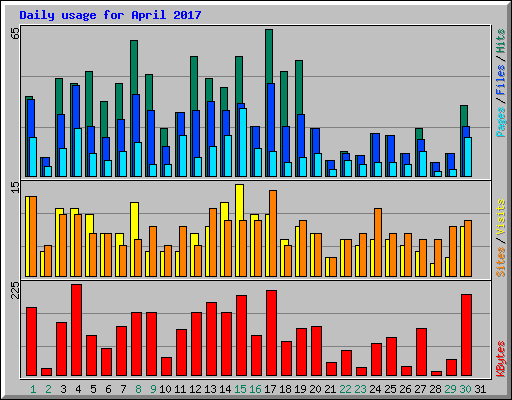 Daily usage for April 2017
65
Pages / Files / Hits
15
Sites / Visits
225
KBytes
1 2 3 4 5 6 7 8 9 10 11 12 13 14 15 16 17 18 19 20 21 22 23 24 25 26 27 28 29 30 31